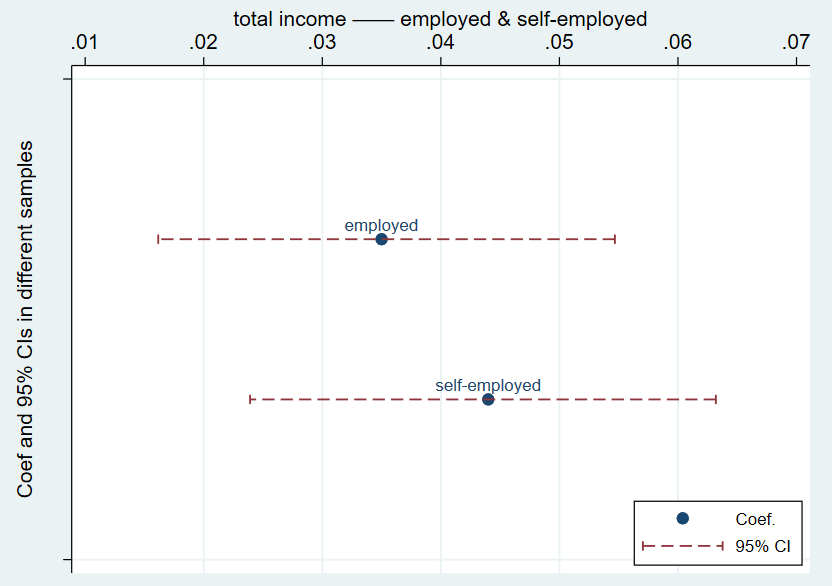 total income —— employed & self-employed
.01 .02 .03 .04 .05 .06 .07
Coef and 95% CIs in different samples
employed
self-employed
Coef.
95% CI